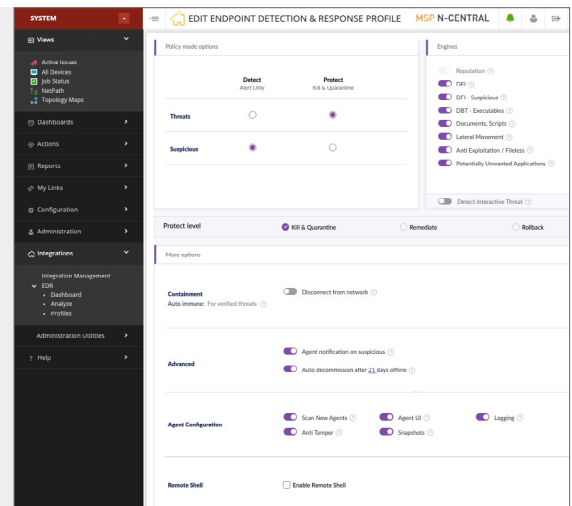 SYSTEM
EDIT ENDPOINT DETECTION & RESPONSE PROFILE
MSP N-CENTRAL
Views
Active Issues
All Devices
Job Status
NetPath
Topology Maps
Dashboards
Actions
Reports
My Links
Configuration
Administration
Integrations
Integration Management
EDR
Dashboard
Analyze
Profiles
Administration Utilities
Help
Policy mode options
Detect
Alert Only
Protect
Kill & Quarantine
Threats
Suspicious
Engines
Reputation
DFI
DFI - Suspicious
DBT - Executables
Documents, Scripts
Lateral Movement
Anti Exploitation / Fileless
Potentially Unwanted Applications
Detect Interactive Threat
Protect level
Kill & Quarantine
Remediate
Rollback
More options
Containment
Auto immune: For verified threats
Disconnect from network
Advanced
Agent notification on suspicious
Auto decommission after 21 days offline
Agent Configuration
Scan New Agents
Agent UI
Logging
Anti Tamper
Snapshots
Remote Shell
Enable Remote Shell